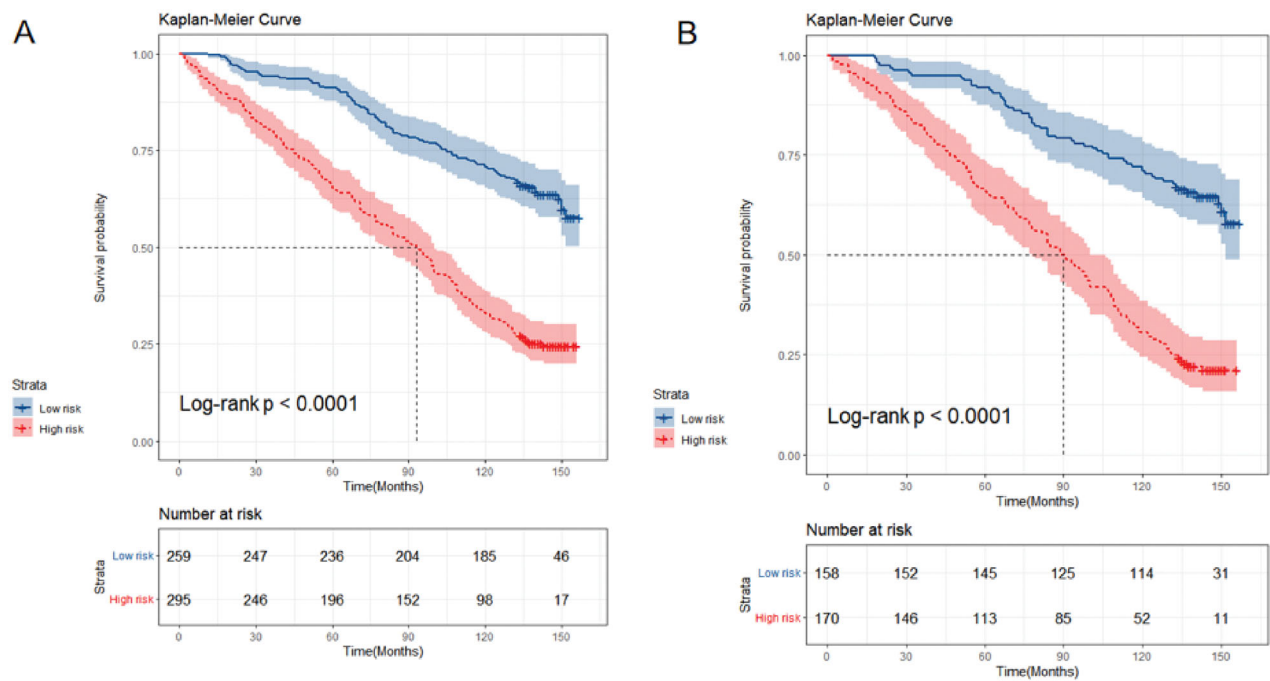 A
Kaplan-Meier Curve
1.00
0.75
0.50
0.25
0.00
Survival probability
Log-rank p < 0.0001
Strata
Low risk
High risk
0 30 60 90 120 150
Time(Months)
Number at risk
Strata
Low risk 259 247 236 204 185 46
High risk 295 246 196 152 98 17
0 30 60 90 120 150
Time(Months)
B
Kaplan-Meier Curve
1.00
0.75
0.50
0.25
0.00
Survival probability
Log-rank p < 0.0001
Strata
Low risk
High risk
0 30 60 90 120 150
Time(Months)
Number at risk
Strata
Low risk 158 152 145 125 114 31
High risk 170 146 113 85 52 11
0 30 60 90 120 150
Time(Months)